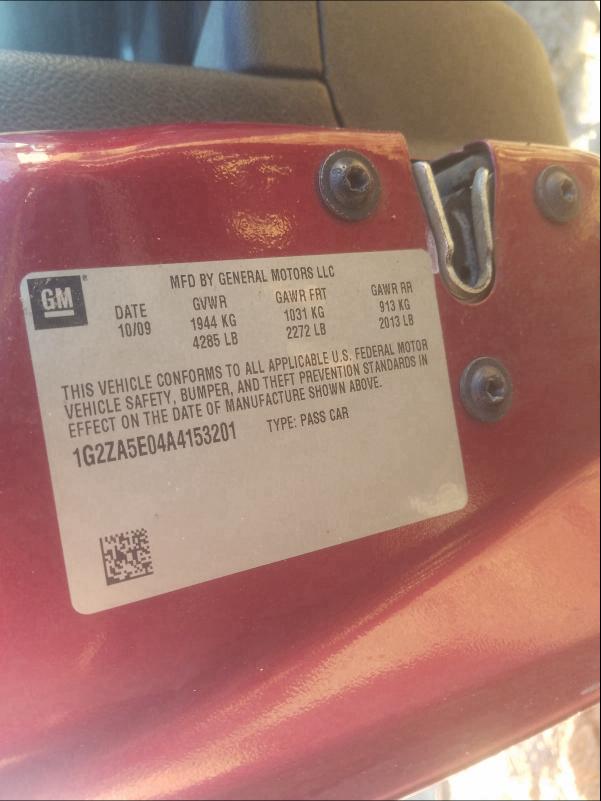 GM ®
MFD BY GENERAL MOTORS LLC
DATE GVWR GAWR FRT GAWR RR
10/09 1944 KG 1031 KG 913 KG
4285 LB 2272 LB 2013 LB
THIS VEHICLE CONFORMS TO ALL APPLICABLE U.S. FEDERAL MOTOR
VEHICLE SAFETY, BUMPER, AND THEFT PREVENTION STANDARDS IN
EFFECT ON THE DATE OF MANUFACTURE SHOWN ABOVE.
1G2ZA5E04A4153201 TYPE: PASS CAR